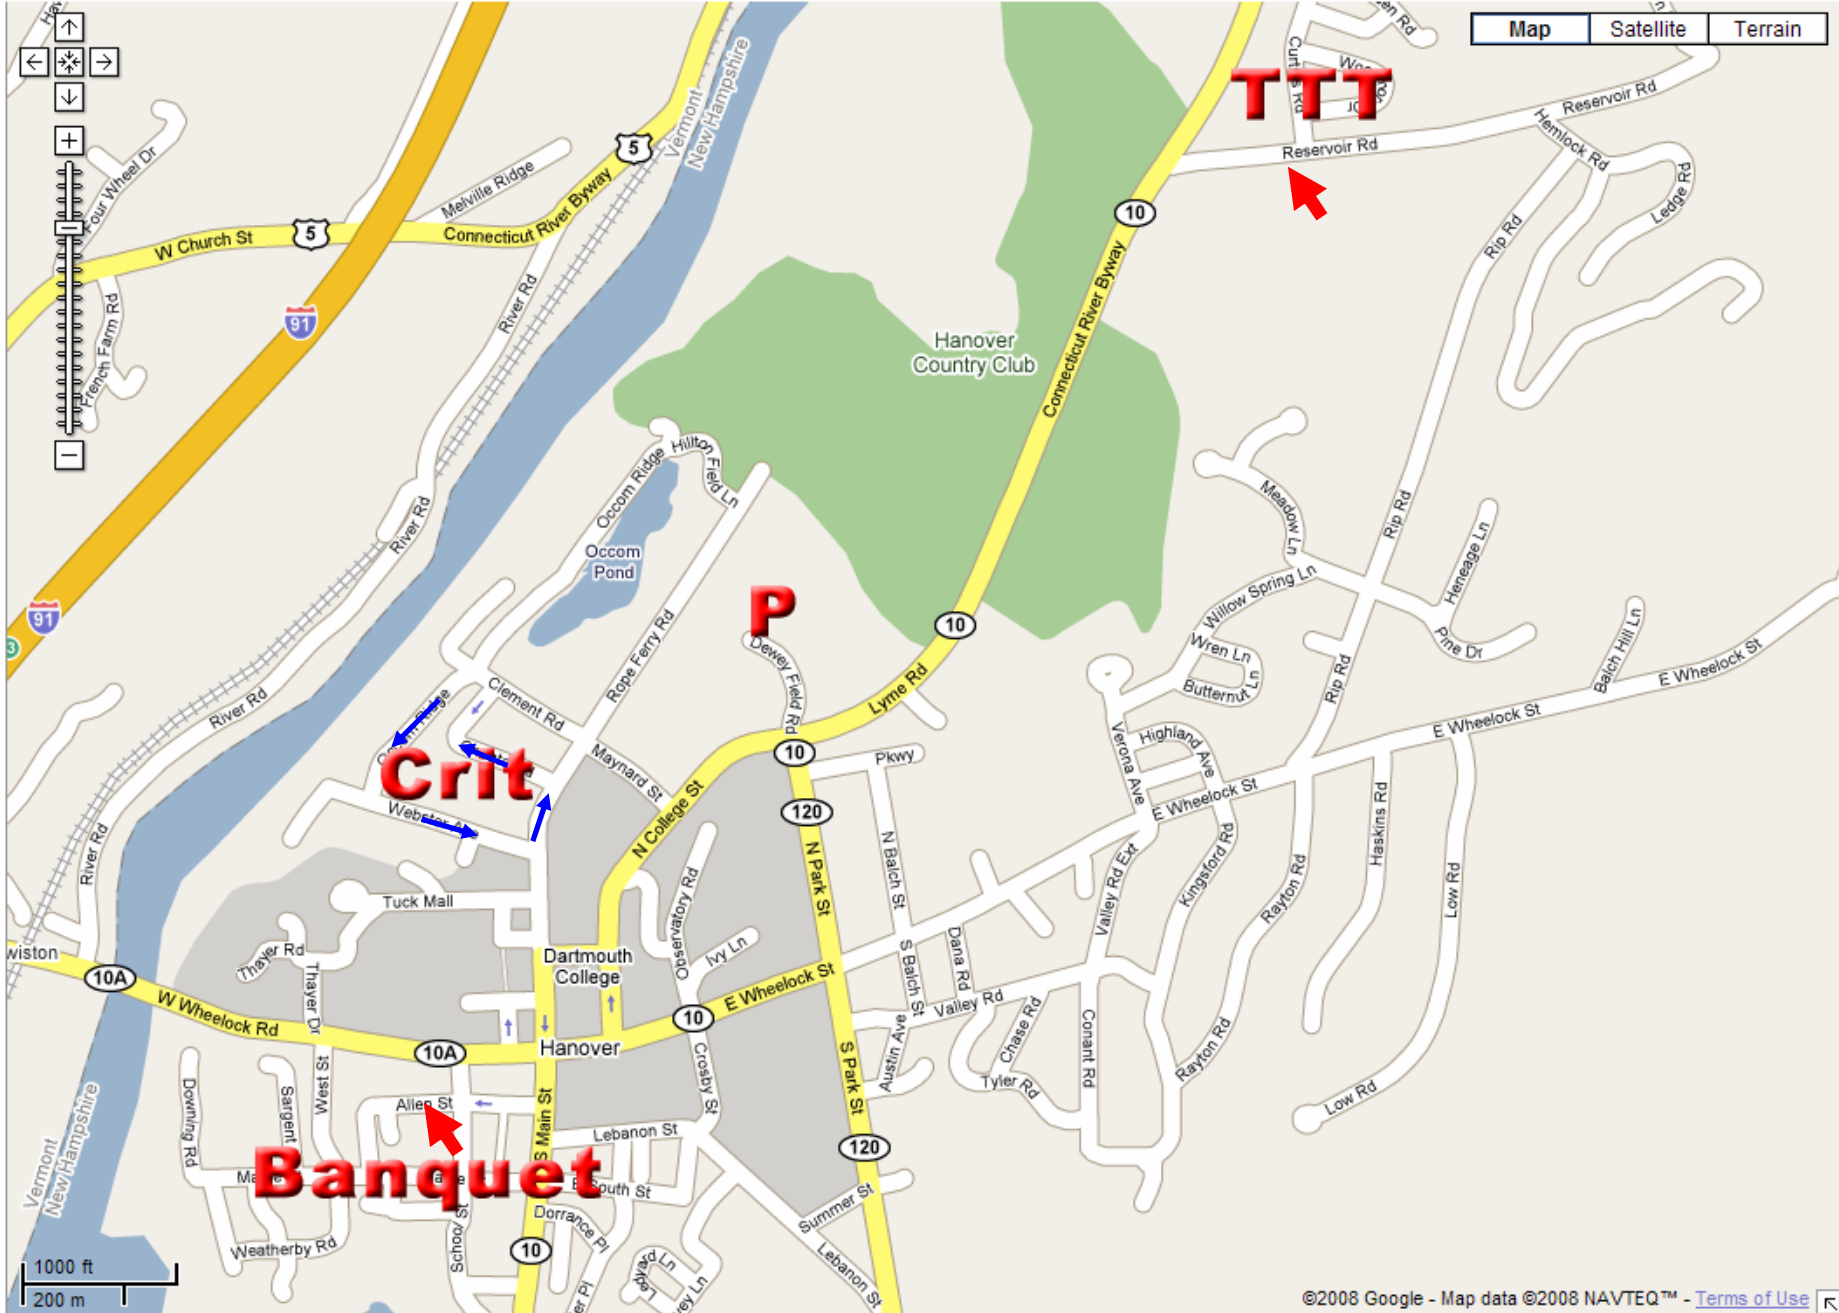 Map
Satellite
Terrain
TTT
Curtiss Rd
Reservoir Rd
Reservoir Rd
Hemlock Rd
Ledge Rd
Rip Rd
Vermont
New Hampshire
5
Four Wheel Dr
Melville Ridge
W Church St
5
Connecticut River Byway
10
River Rd
91
French Farm Rd
Connecticut River Byway
Hanover
Country Club
Hilton Field Ln
Occom Ridge
Meadow Ln
Rip Rd
Heneage Ln
River Rd
Occom
Pond
Willow Spring Ln
P
91
3
10
Rope Ferry Rd
Dewey Field Rd
Wren Ln
Pine Dr
Balch Hill Ln
E Wheelock St
Butternut Ln
Rip Rd
Lyme Rd
River Rd
Clement Rd
Crit
Maynard St
10
Pkwy
Verona Ave
Highland Ave
E Wheelock St
E Wheelock St
Webster Ave
N College St
120
N Park St
N Balch St
Kingsford Rd
Haskins Rd
River Rd
Tuck Mall
Observatory Rd
Valley Rd Ext
Rayton Rd
Low Rd
wiston
10A
Thayer Rd
Thayer Dr
Dartmouth
College
Ivy Ln
S Balch St
Dana Rd
E Wheelock St
W Wheelock Rd
10A
Hanover
10
Valley Rd
Chase Rd
Conant Rd
Rayton Rd
Crosby St
S Park St
Austin Ave
Tyler Rd
Low Rd
Downing Rd
Sargent
West St
Allen St
S Main St
Lebanon St
120
Banquet
E South St
Summer St
Vermont
New Hampshire
Weatherby Rd
School St
Dorrance Pl
10
Lebanon St
1000 ft
200 m
©2008 Google - Map data ©2008 NAVTEQ™ - Terms of Use